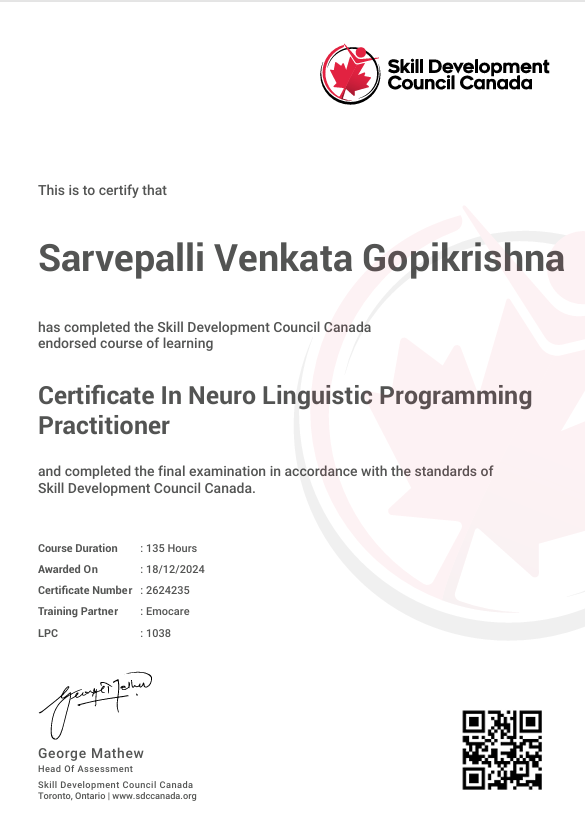 Skill Development
Council Canada
This is to certify that
Sarvepalli Venkata Gopikrishna
has completed the Skill Development Council Canada
endorsed course of learning
Certificate In Neuro Linguistic Programming
Practitioner
and completed the final examination in accordance with the standards of
Skill Development Council Canada.
Course Duration : 135 Hours
Awarded On : 18/12/2024
Certificate Number : 2624235
Training Partner : Emocare
LPC : 1038
George Mathew
George Mathew
Head Of Assessment
Skill Development Council Canada
Toronto, Ontario | www.sdccanada.org